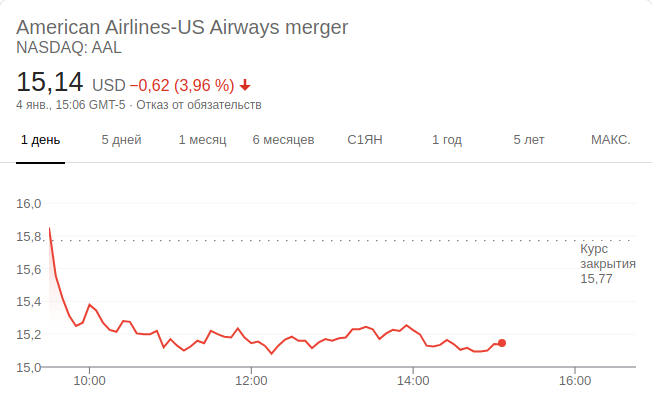 American Airlines-US Airways merger
NASDAQ: AAL
15,14 USD −0,62 (3,96 %) ↓
4 янв., 15:06 GMT-5 · Отказ от обязательств
1 день 5 дней 1 месяц 6 месяцев С1ЯН 1 год 5 лет МАКС.
16,0
15,8
Курс
закрытия
15,77
15,6
15,4
15,2
15,0
10:00 12:00 14:00 16:00